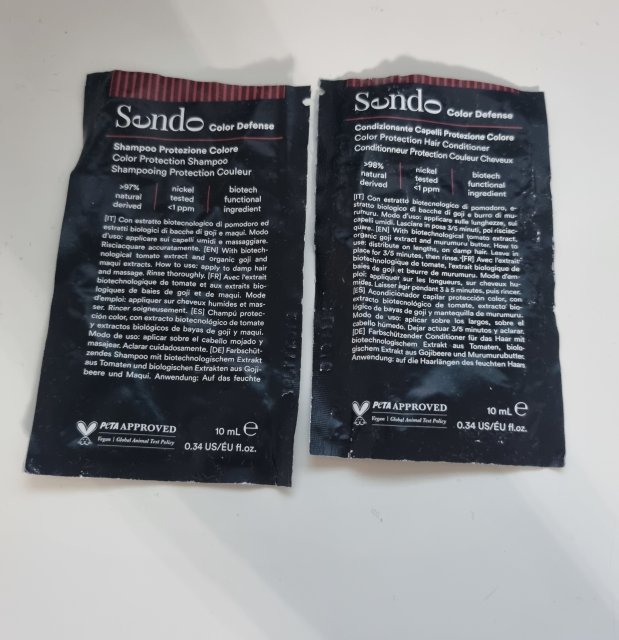 Sendo Color Defense
Shampoo Protezione Colore
Color Protection Shampoo
Shampooing Protection Couleur
>97%
natural
derived
nickel
tested
<1 ppm
biotech
functional
ingredient
[IT] Con estratto biotecnologico di pomodoro ed
estratti biologici di bacche di goji e maqui. Modo
d'uso: applicare sui capelli umidi e massaggiare.
Risciacquare accuratamente. [EN] With biotech-
nological tomato extract and organic goji and
maqui extracts. How to use: apply to damp hair
and massage. Rinse thoroughly. [FR] Avec l'extrait
biotechnologique de tomate et aux extraits bio-
logiques de baies de goji et de maqui. Mode
d'emploi: appliquer sur cheveux humides et mas-
ser. Rincer soigneusement. [ES] Champú protec-
ción color, con extracto biotecnológico de tomate
y extractos biológicos de bayas de goji y maqui.
Modo de uso: aplicar sobre el cabello mojado y
masajear. Aclarar cuidadosamente. [DE] Farbschüt-
zendes Shampoo mit biotechnologischem Extrakt
aus Tomaten und biologischen Extrakten aus Goji-
beere und Maqui. Anwendung: Auf das feuchte
PETA APPROVED
Vegan | Global Animal Test Policy
10 mL e
0.34 US/ÉU fl.oz.
Sendo Color Defense
Condizionante Capelli Protezione Colore
Color Protection Hair Conditioner
Conditionneur Protection Couleur Cheveux
>98%
natural
derived
nickel
tested
<1 ppm
biotech
functional
ingredient
[IT] Con estratto biotecnologico di pomodoro, e-
stratto biologico di bacche di goji e burro di mu-
rumuru. Modo d'uso: applicare sulle lunghezze, sui
capelli umidi. Lasciare in posa 3/5 minuti, poi risciac-
quare. [EN] With biotechnological tomato extract,
organic goji extract and murumuru butter. How to
use: distribute on lengths, on damp hair. Leave in
place for 3/5 minutes, then rinse. [FR] Avec l'extrait
biotechnologique de tomate, l'extrait biologique de
baies de goji et beurre de murumuru. Mode d'em-
ploi: appliquer sur les longueurs, sur cheveux hu-
mides. Laisser agir pendant 3 à 5 minutes, puis rincer.
[ES] Acondicionador capilar protección color, con
extracto biotecnológico de tomate, extracto bio-
lógico de bayas de goji y mantequilla de murumuru.
Modo de uso: aplicar sobre los largos, sobre el
cabello húmedo. Dejar actuar 3/5 minutos y aclarar.
[DE] Farbschützender Conditioner für das Haar mit
biotechnologischem Extrakt aus Tomaten, biolo-
gischem Extrakt aus Gojibeere und Murumurubutter.
Anwendung: auf die Haarlängen des feuchten Haars
PETA APPROVED
Vegan | Global Animal Test Policy
10 mL e
0.34 US/ÉU fl.oz.